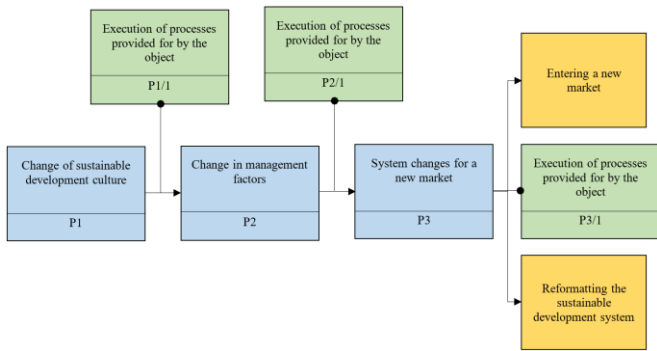 Execution of processes
provided for by the
object
P1/1
Execution of processes
provided for by the
object
P2/1
Entering a new
market
Change of sustainable
development culture
P1
Change in management
factors
P2
System changes for a
new market
P3
Execution of processes
provided for by the
object
P3/1
Reformatting the
sustainable
development system